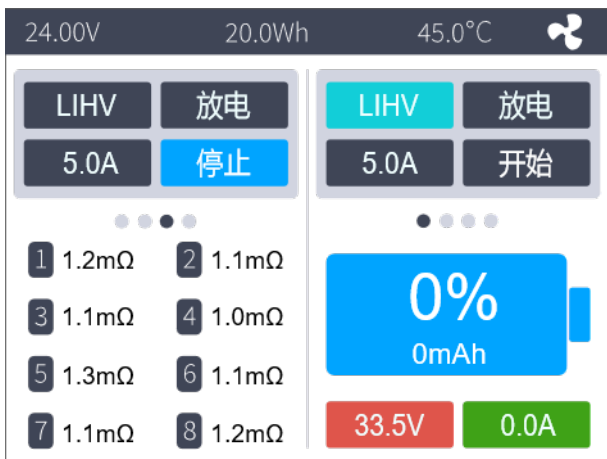 24.00V 20.0Wh 45.0°C
LIHV 放电
5.0A 停止
1 1.2mΩ 2 1.1mΩ
3 1.1mΩ 4 1.0mΩ
5 1.3mΩ 6 1.1mΩ
7 1.1mΩ 8 1.2mΩ
LIHV 放电
5.0A 开始
0%
0mAh
33.5V 0.0A